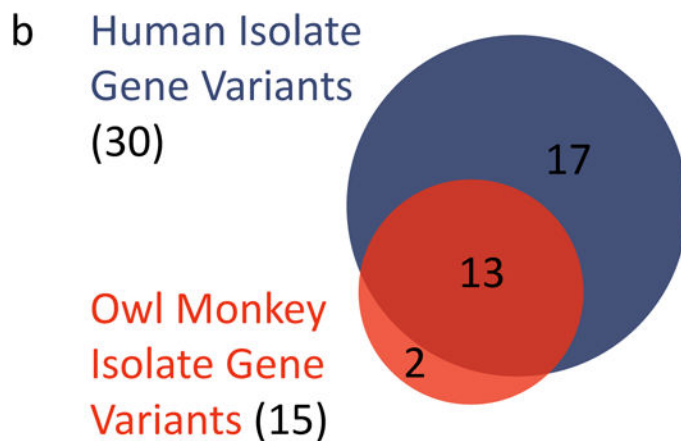 b
Human Isolate
Gene Variants
(30)
17
13
Owl Monkey
Isolate Gene
2
Variants (15)